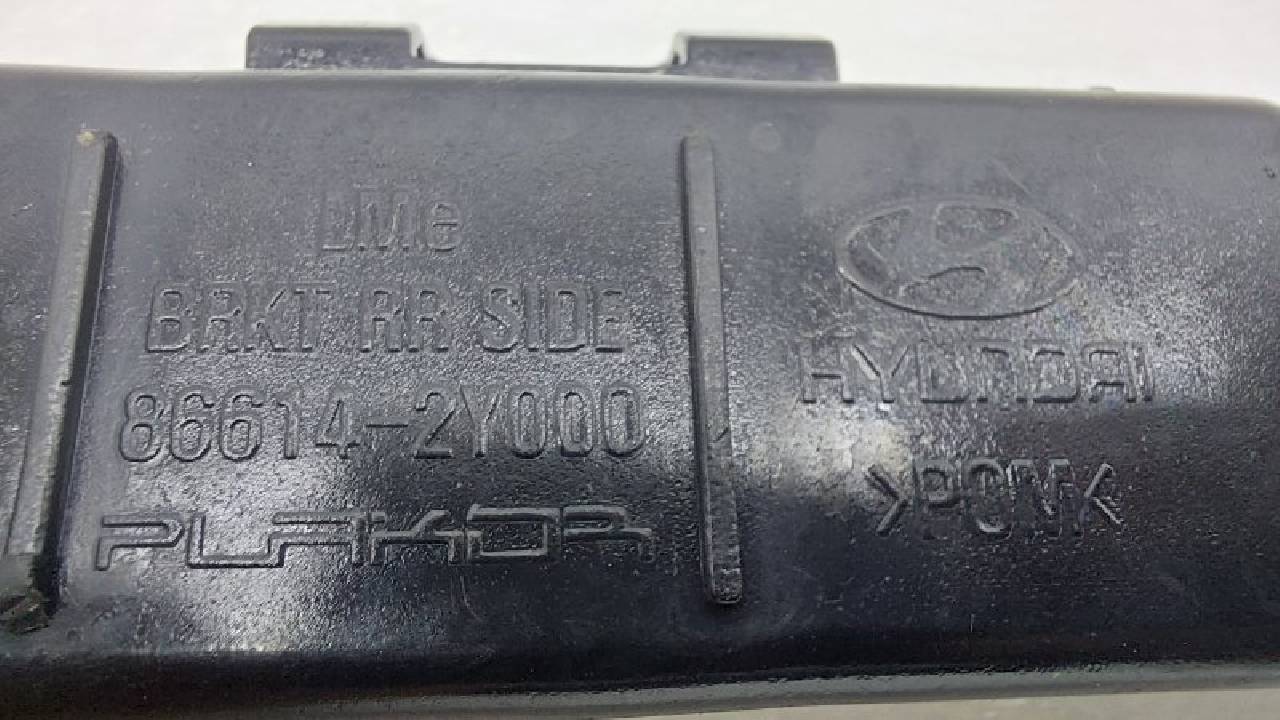 LMe
BRKT RR SIDE
86614-2Y000
PLAKOR
HYUNDAI
>POM<